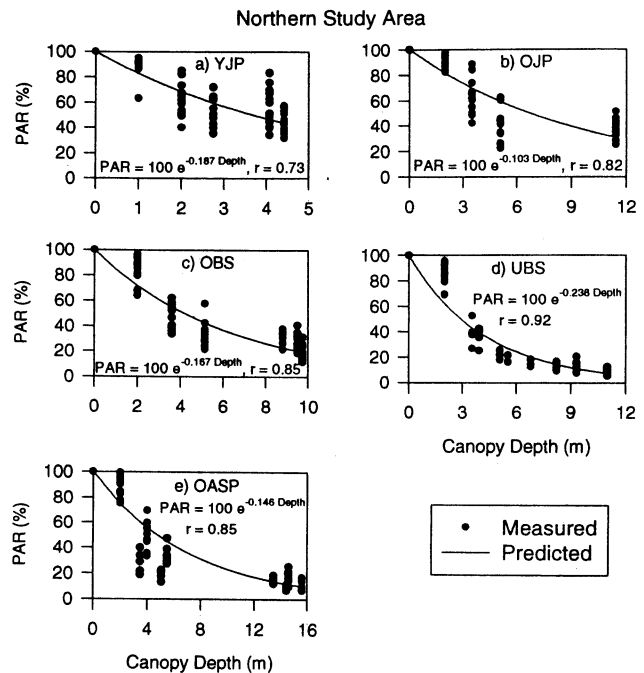 Northern Study Area
a) YJP
PAR (%)
100
80
60
40
20
0
PAR = 100 e^-0.187 Depth, r = 0.73
0 1 2 3 4 5
b) OJP
100
80
60
40
20
0
PAR = 100 e^-0.103 Depth, r = 0.82
0 3 6 9 12
c) OBS
PAR (%)
100
80
60
40
20
0
PAR = 100 e^-0.167 Depth, r = 0.85
0 2 4 6 8 10
d) UBS
PAR = 100 e^-0.238 Depth
r = 0.92
100
80
60
40
20
0
0 3 6 9 12
Canopy Depth (m)
e) OASP
PAR = 100 e^-0.146 Depth
r = 0.85
PAR (%)
100
80
60
40
20
0
0 4 8 12 16
Canopy Depth (m)
Measured
Predicted